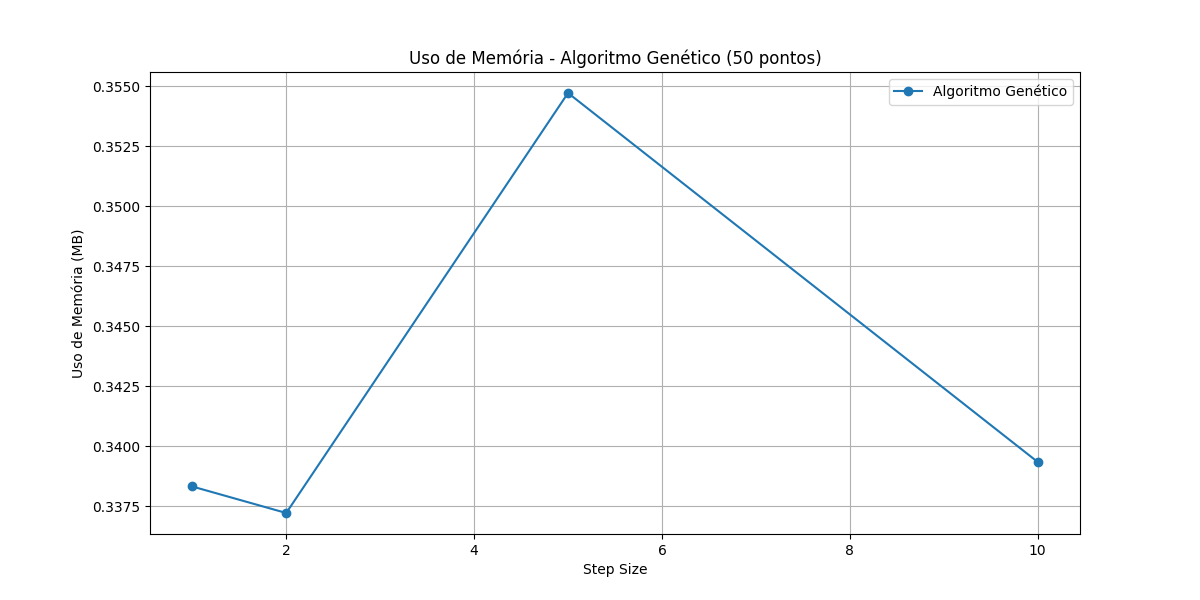 Uso de Memória - Algoritmo Genético (50 pontos)
Algoritmo Genético
0.3550
0.3525
0.3500
0.3475
0.3450
0.3425
0.3400
0.3375
Uso de Memória (MB)
2 4 6 8 10
Step Size